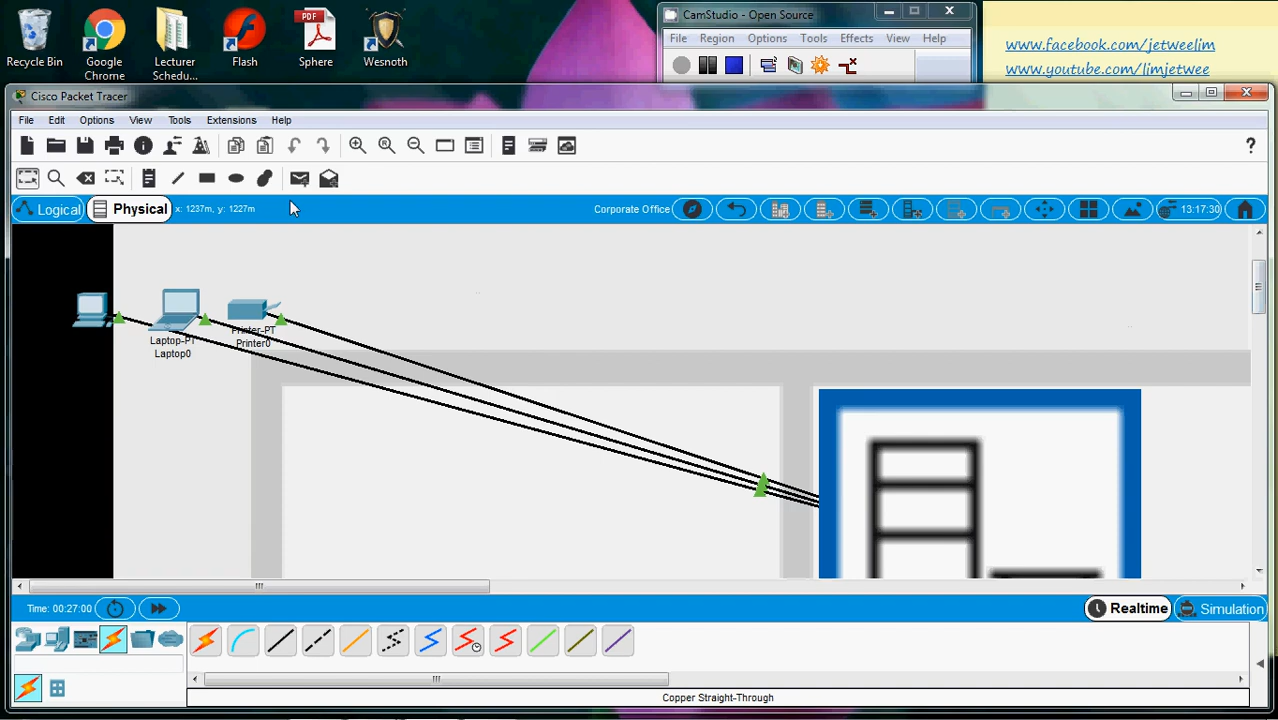 Recycle Bin
Google
Chrome
Lecturer
Schedu...
Flash
PDF
Sphere
Wesnoth
CamStudio - Open Source
File Region Options Tools Effects View Help
www.facebook.com/jetweelim
www.youtube.com/limjetwee
Cisco Packet Tracer
File Edit Options View Tools Extensions Help
Logical
Physical
x: 1237m, y: 1227m
Corporate Office
13:17:30
Laptop-PT
Laptop0
Printer-PT
Printer0
Time: 00:27:00
Realtime
Simulation
Copper Straight-Through